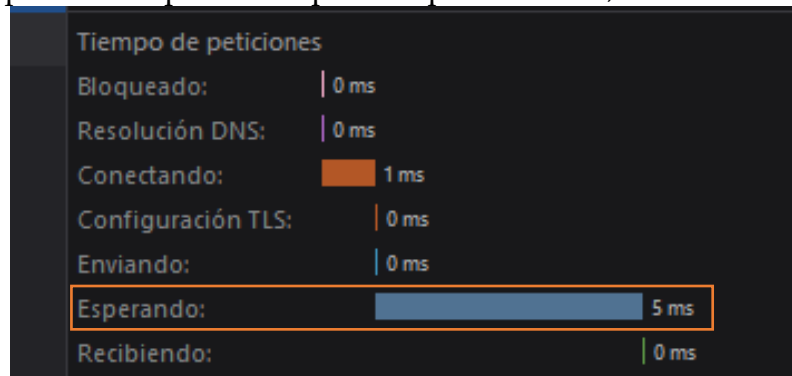 Tiempo de peticiones
Bloqueado: 0 ms
Resolución DNS: 0 ms
Conectando: 1 ms
Configuración TLS: 0 ms
Enviando: 0 ms
Esperando: 5 ms
Recibiendo: 0 ms